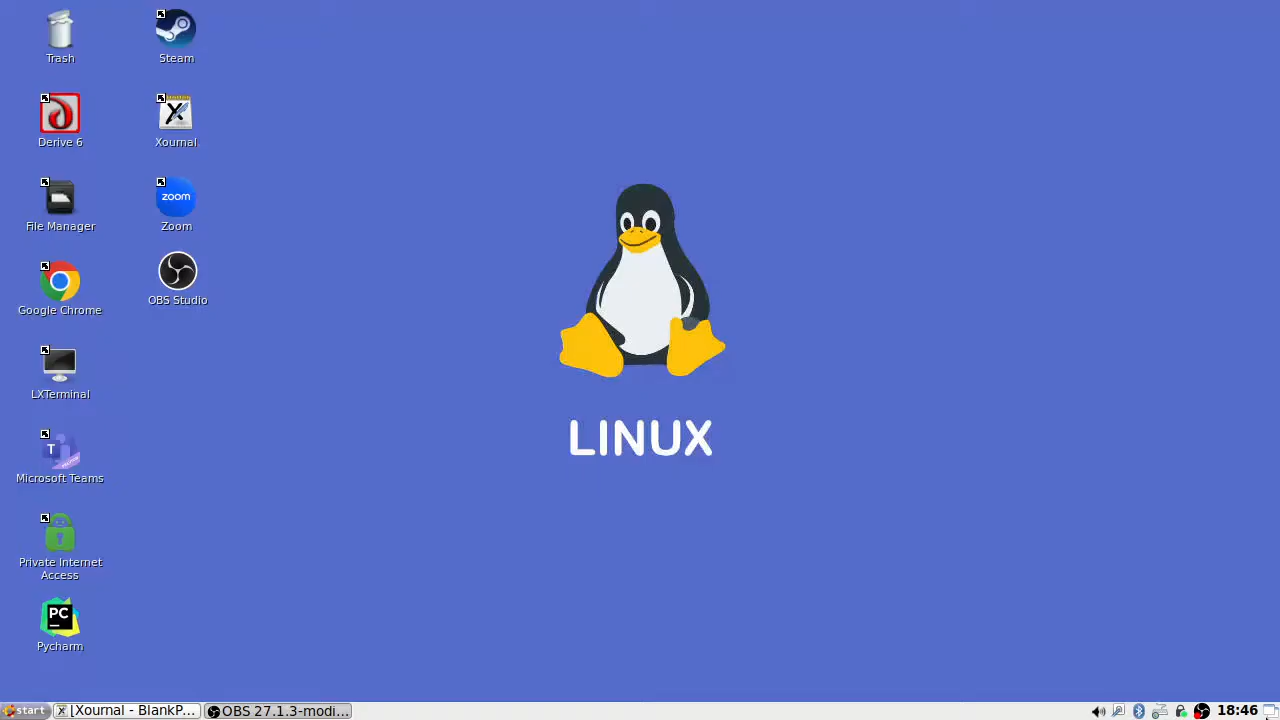 Trash
Steam
Derive 6
Xournal
File Manager
zoom
Zoom
Google Chrome
OBS Studio
LXTerminal
T
Microsoft Teams
Private Internet
Access
PC
Pycharm
LINUX
start
[Xournal - BlankP...
OBS 27.1.3-modi...
18:46